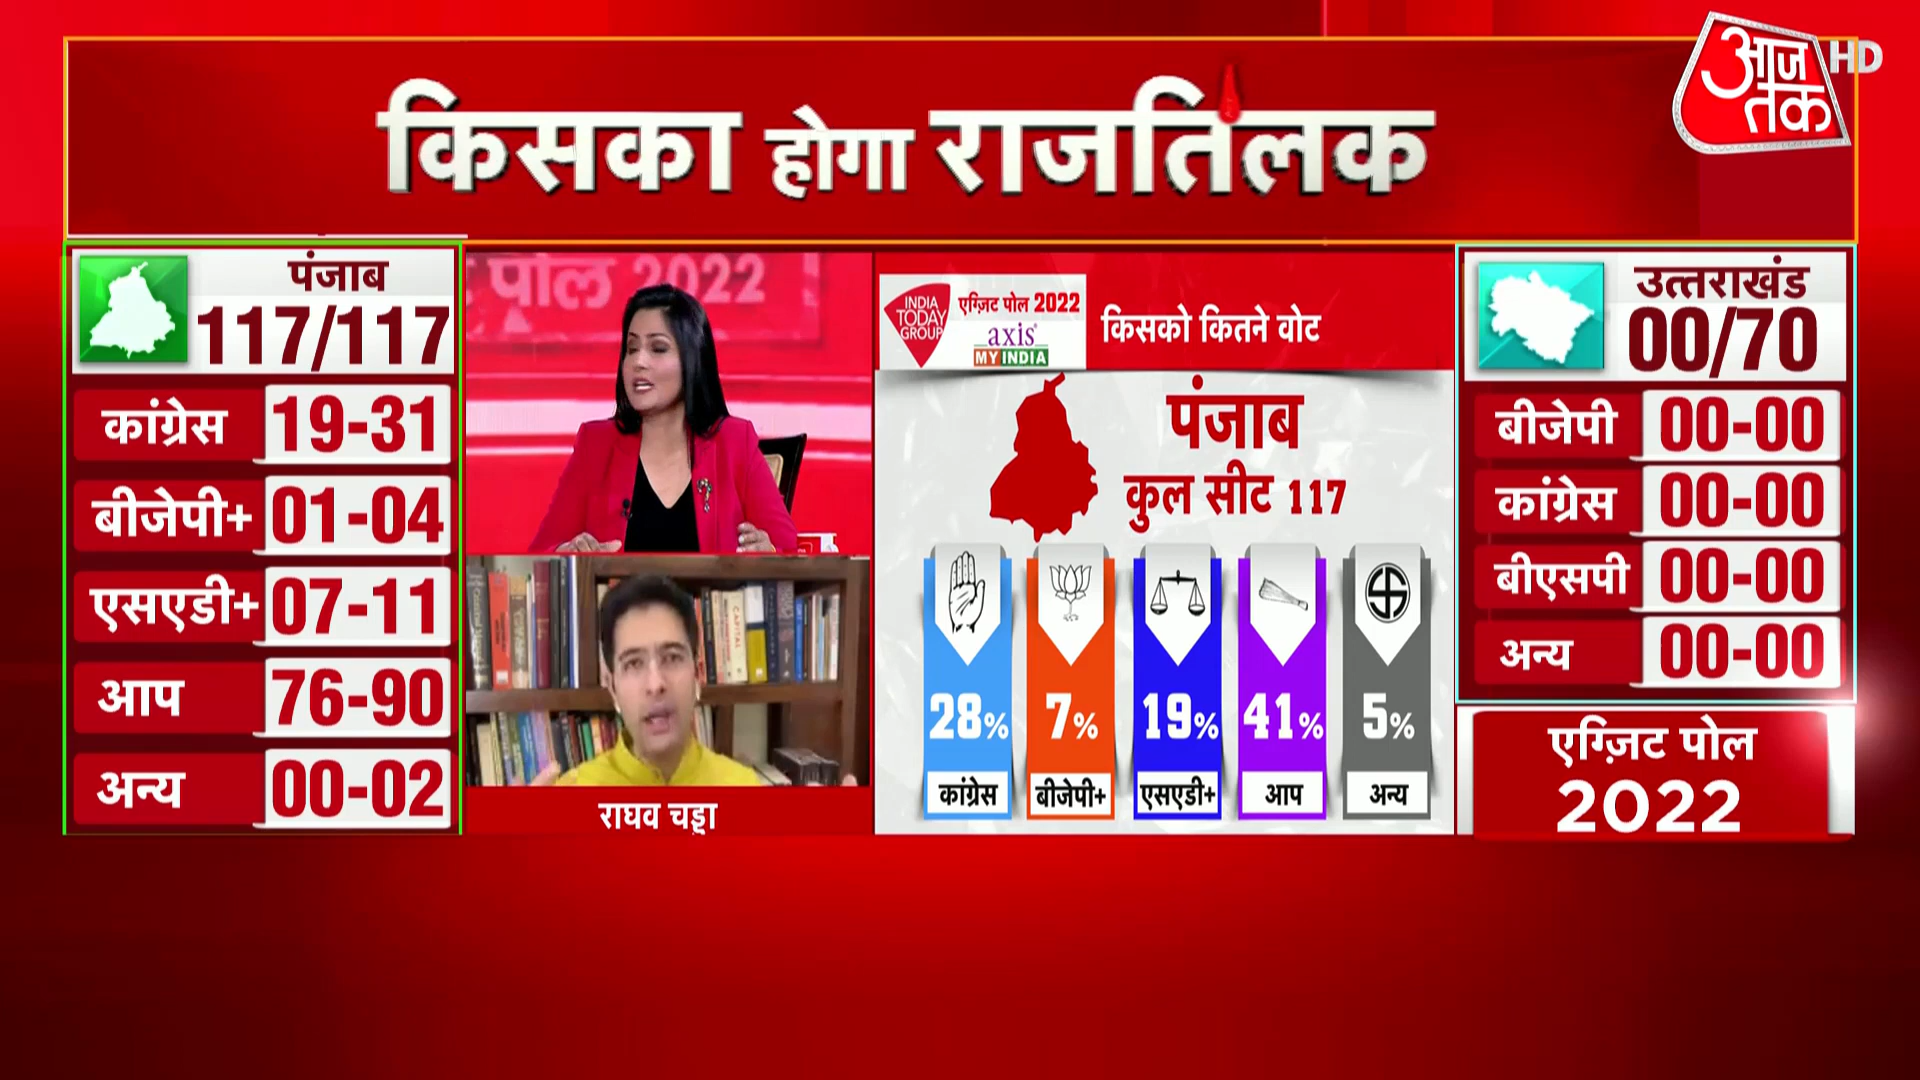 किसका होगा राजतिलक
आज
तक
HD
पंजाब
117/117
कांग्रेस 19-31
बीजेपी+ 01-04
एसएडी+ 07-11
आप 76-90
अन्य 00-02
पोल 2022
CAPITAL
राघव चड्ढा
INDIA
TODAY
GROUP
एग्ज़िट पोल 2022
axis
MY INDIA
किसको कितने वोट
पंजाब
कुल सीट 117
28% 7% 19% 41% 5%
कांग्रेस बीजेपी+ एसएडी+ आप अन्य
उत्तराखंड
00/70
बीजेपी 00-00
कांग्रेस 00-00
बीएसपी 00-00
अन्य 00-00
एग्ज़िट पोल
2022